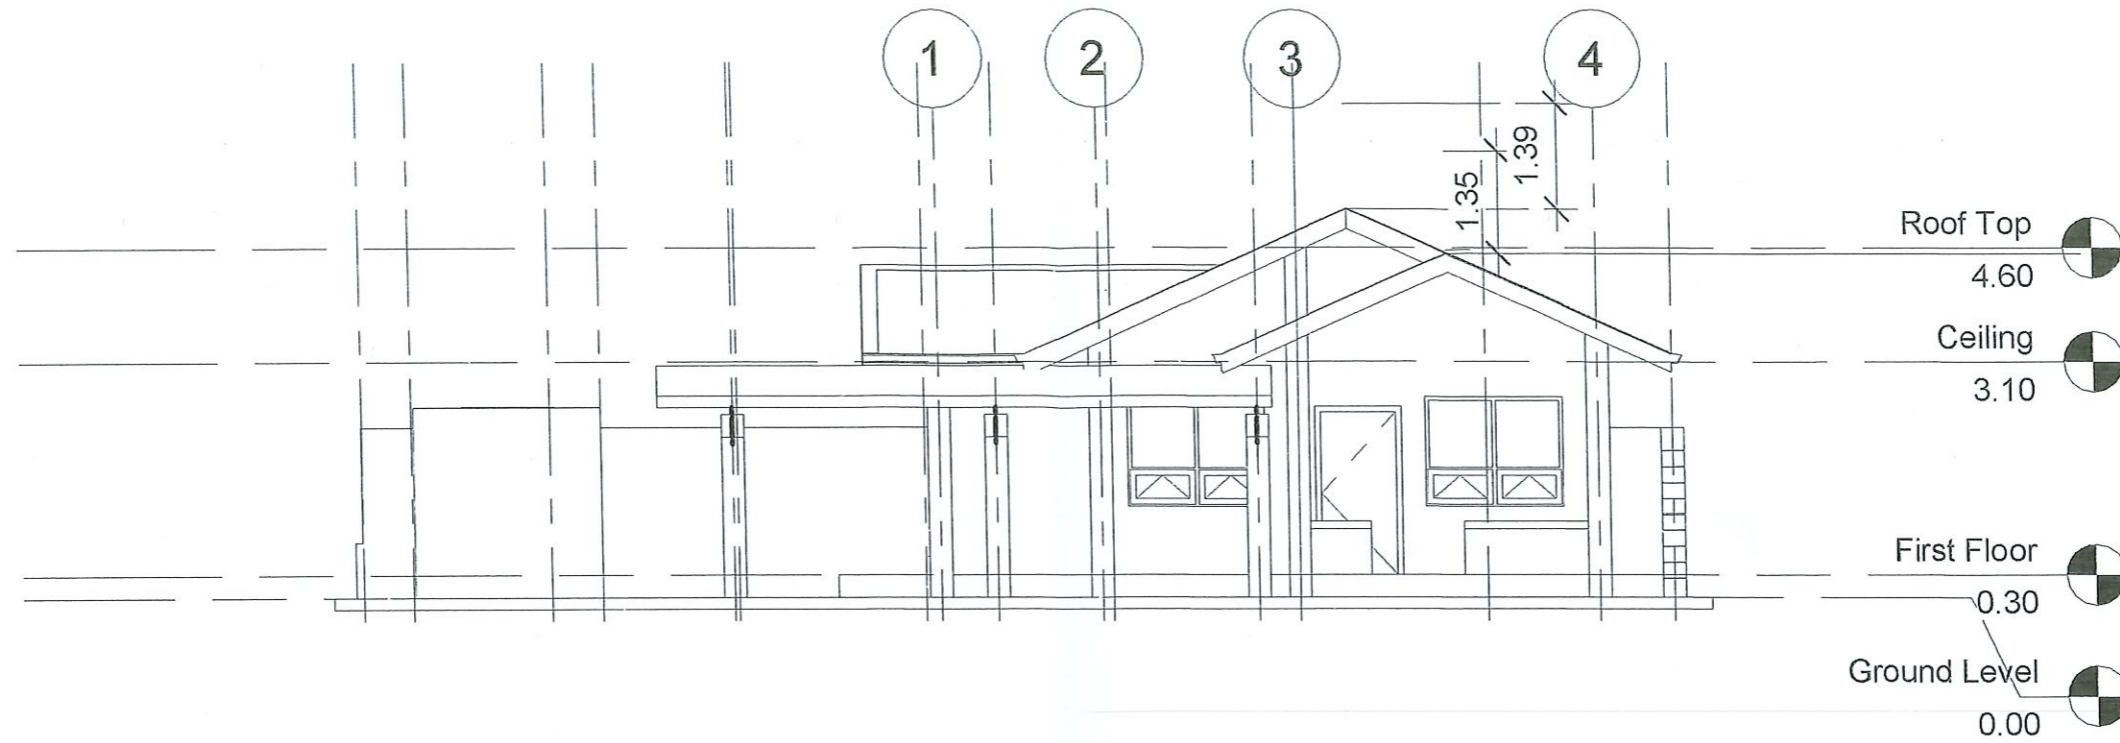 1
2
3
4
1.39
1.35
Roof Top
4.60
Ceiling
3.10
First Floor
0.30
Ground Level
0.00